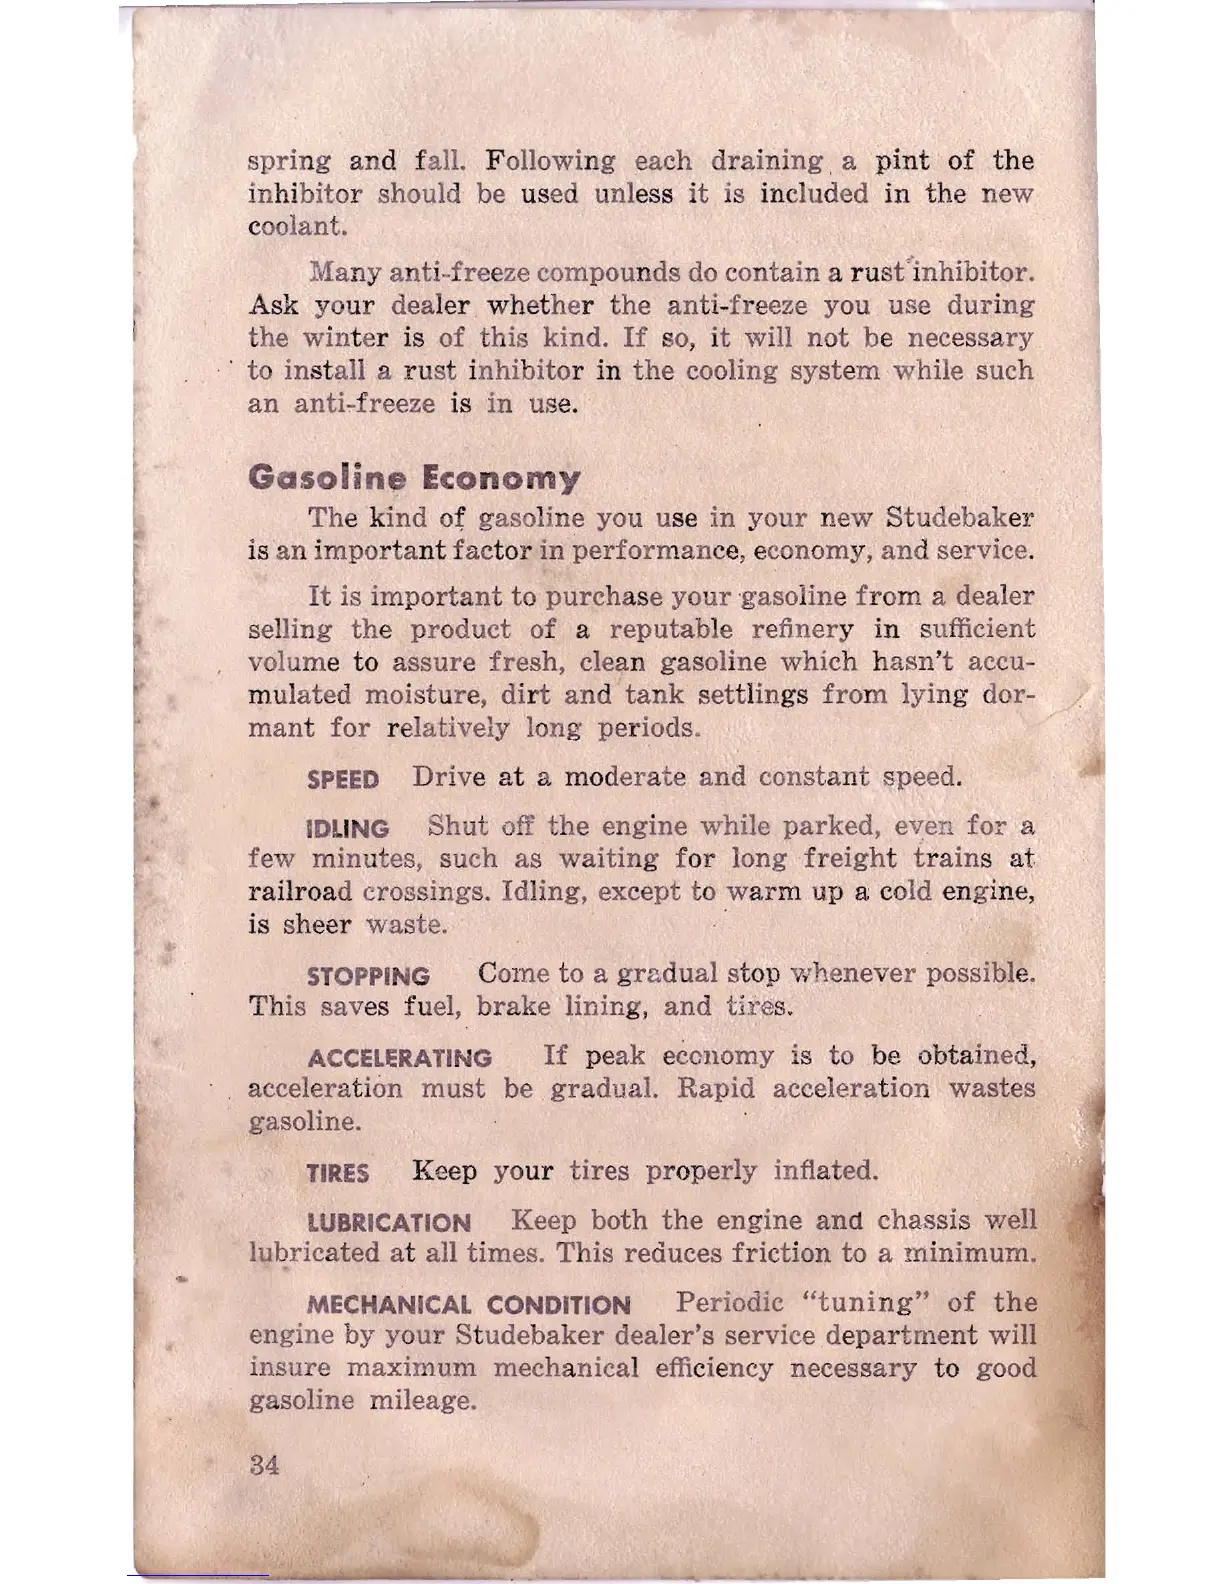 spring and fall. Following each draining a pint of the
inhibitor should be used unless it is included in the new
coolant.
Many anti-freeze compounds do contain a rust inhibitor.
Ask your dealer whether the anti-freeze you use during
the winter is of this kind. If so, it will not be necessary
to install a rust inhibitor in the cooling system while such
an anti-freeze is in use.
Gasoline Economy
The kind of gasoline you use in your new Studebaker
is an important factor in performance, economy, and service.
It is important to purchase your gasoline from a dealer
selling the product of a reputable refinery in sufficient
volume to assure fresh, clean gasoline which hasn't accu-
mulated moisture, dirt and tank settlings from lying dor-
mant for relatively long periods.
SPEED Drive at a moderate and constant speed.
IDLING Shut off the engine while parked, even for a
few minutes, such as waiting for long freight trains at
railroad crossings. Idling, except to warm up a cold engine,
is sheer waste.
STOPPING Come to a gradual stop whenever possible.
This saves fuel, brake lining, and tires.
ACCELERATING If peak economy is to be obtained,
acceleration must be gradual. Rapid acceleration wastes
gasoline.
TIRES Keep your tires properly inflated.
LUBRICATION Keep both the engine and chassis well
lubricated at all times. This reduces friction to a minimum.
MECHANICAL CONDITION Periodic "tuning" of the
engine by your Studebaker dealer's service department will
insure maximum mechanical efficiency necessary to good
gasoline mileage.
34